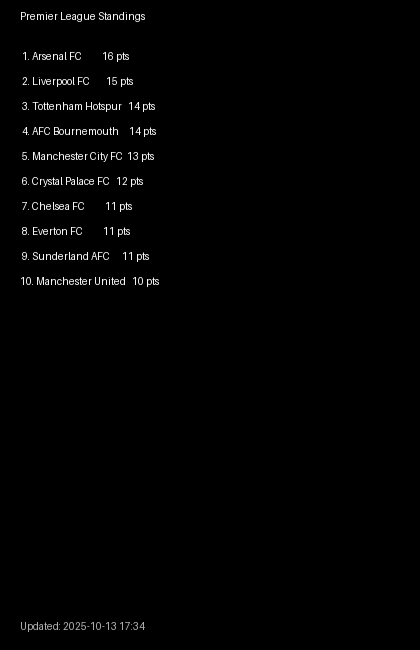 Premier League Standings
1. Arsenal FC 16 pts
2. Liverpool FC 15 pts
3. Tottenham Hotspur 14 pts
4. AFC Bournemouth 14 pts
5. Manchester City FC 13 pts
6. Crystal Palace FC 12 pts
7. Chelsea FC 11 pts
8. Everton FC 11 pts
9. Sunderland AFC 11 pts
10. Manchester United 10 pts
Updated: 2025-10-13 17:34